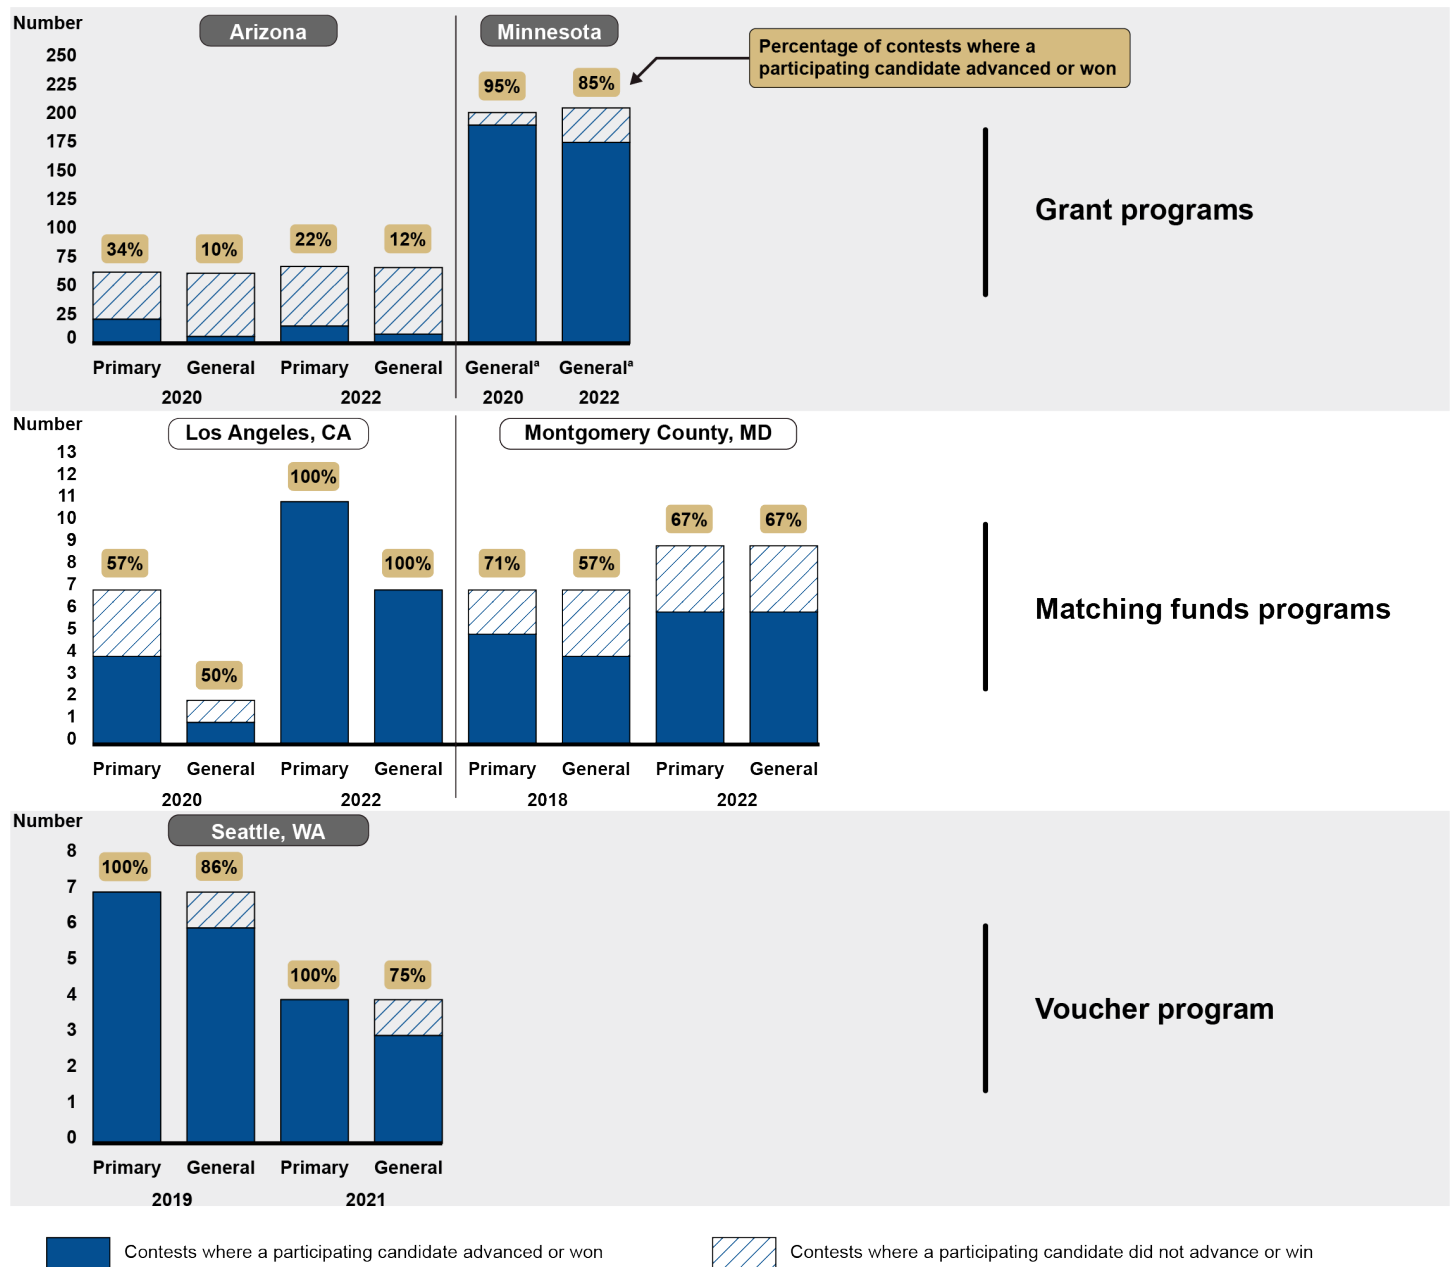 Number
Arizona
Minnesota
Percentage of contests where a
participating candidate advanced or won
250
225
200
175
150
125
100
75
50
25
0
34%
10%
22%
12%
95%
85%
Primary
General
Primary
General
Generalª
Generalª
2020
2022
2020
2022
Grant programs
Number
Los Angeles, CA
Montgomery County, MD
13
12
11
10
9
8
7
6
5
4
3
2
1
0
57%
50%
100%
100%
71%
57%
67%
67%
Primary
General
Primary
General
Primary
General
Primary
General
2020
2022
2018
2022
Matching funds programs
Number
Seattle, WA
8
7
6
5
4
3
2
1
0
100%
86%
100%
75%
Primary
General
Primary
General
2019
2021
Voucher program
Contests where a participating candidate advanced or won
Contests where a participating candidate did not advance or win